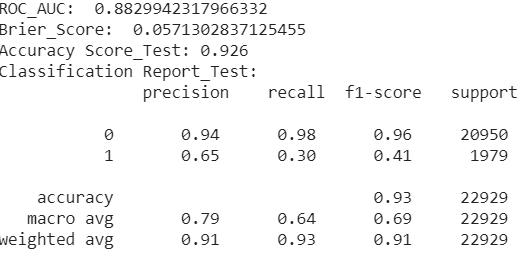 ROC_AUC:  0.8829942317966332
Brier_Score:  0.0571302837125455
Accuracy Score_Test: 0.926
Classification Report_Test:
              precision    recall  f1-score   support

           0       0.94      0.98      0.96     20950
           1       0.65      0.30      0.41      1979

    accuracy                           0.93     22929
   macro avg       0.79      0.64      0.69     22929
weighted avg       0.91      0.93      0.91     22929